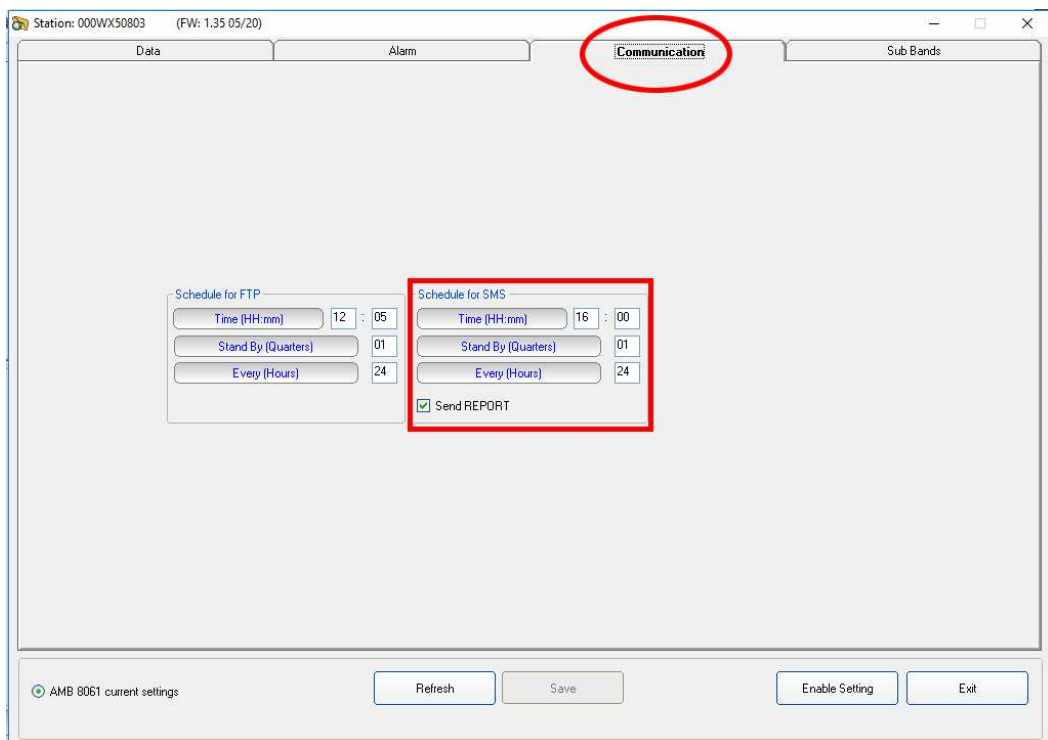 Station: 000WX50803 (FW: 1.35 05/20)
Data Alarm Communication Sub Bands
Schedule for FTP
Time (HH:mm) 12 : 05
Stand By (Quarters) 01
Every (Hours) 24
Schedule for SMS
Time (HH:mm) 16 : 00
Stand By (Quarters) 01
Every (Hours) 24
Send REPORT
AMB 8061 current settings Refresh Save Enable Setting Exit